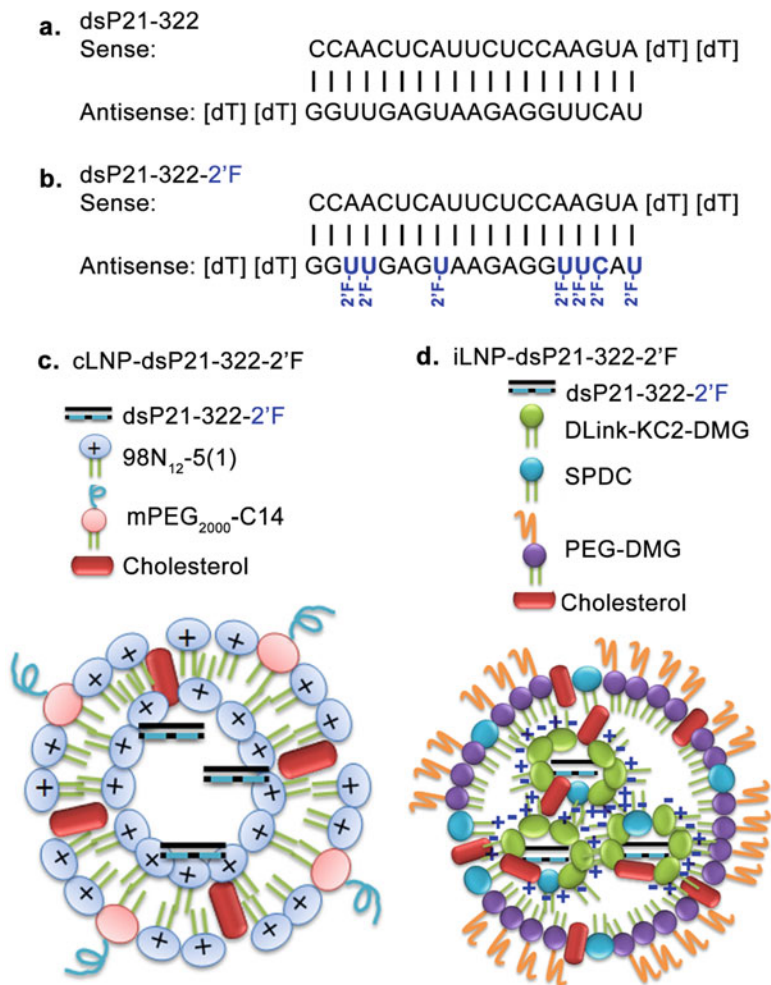 a. dsP21-322
Sense: CCAACUCAUUCUCCAAGUA [dT] [dT]
Antisense: [dT] [dT] GGUUGAGUAAGAGGUUCAU
b. dsP21-322-2'F
Sense: CCAACUCAUUCUCCAAGUA [dT] [dT]
Antisense: [dT] [dT] GGUUGAGUAAGAGGUUCAU
2'F- 2'F- 2'F- 2'F- 2'F- 2'F- 2'F-
c. cLNP-dsP21-322-2'F
dsP21-322-2'F
98N12-5(1)
mPEG2000-C14
Cholesterol
d. iLNP-dsP21-322-2'F
dsP21-322-2'F
DLink-KC2-DMG
SPDC
PEG-DMG
Cholesterol